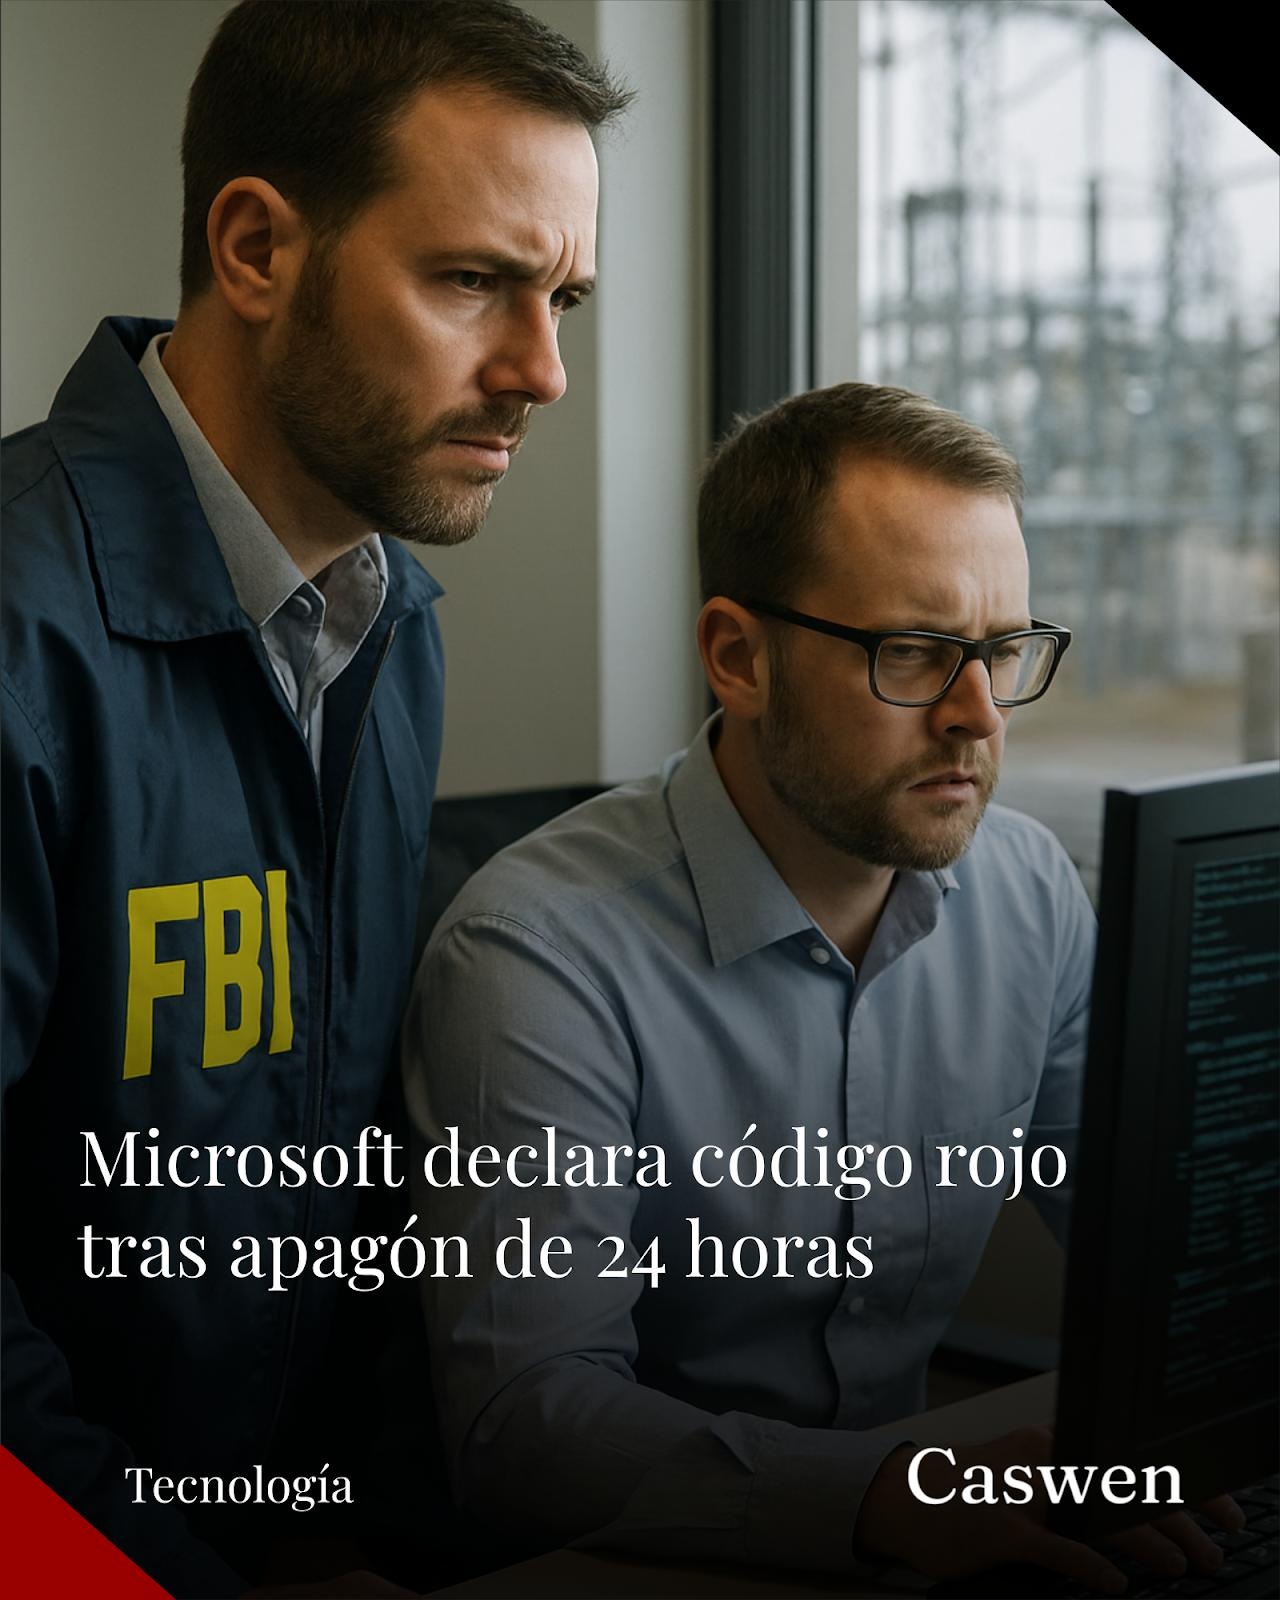 FBI
Microsoft declara código rojo
tras apagón de 24 horas
Tecnología
Caswen